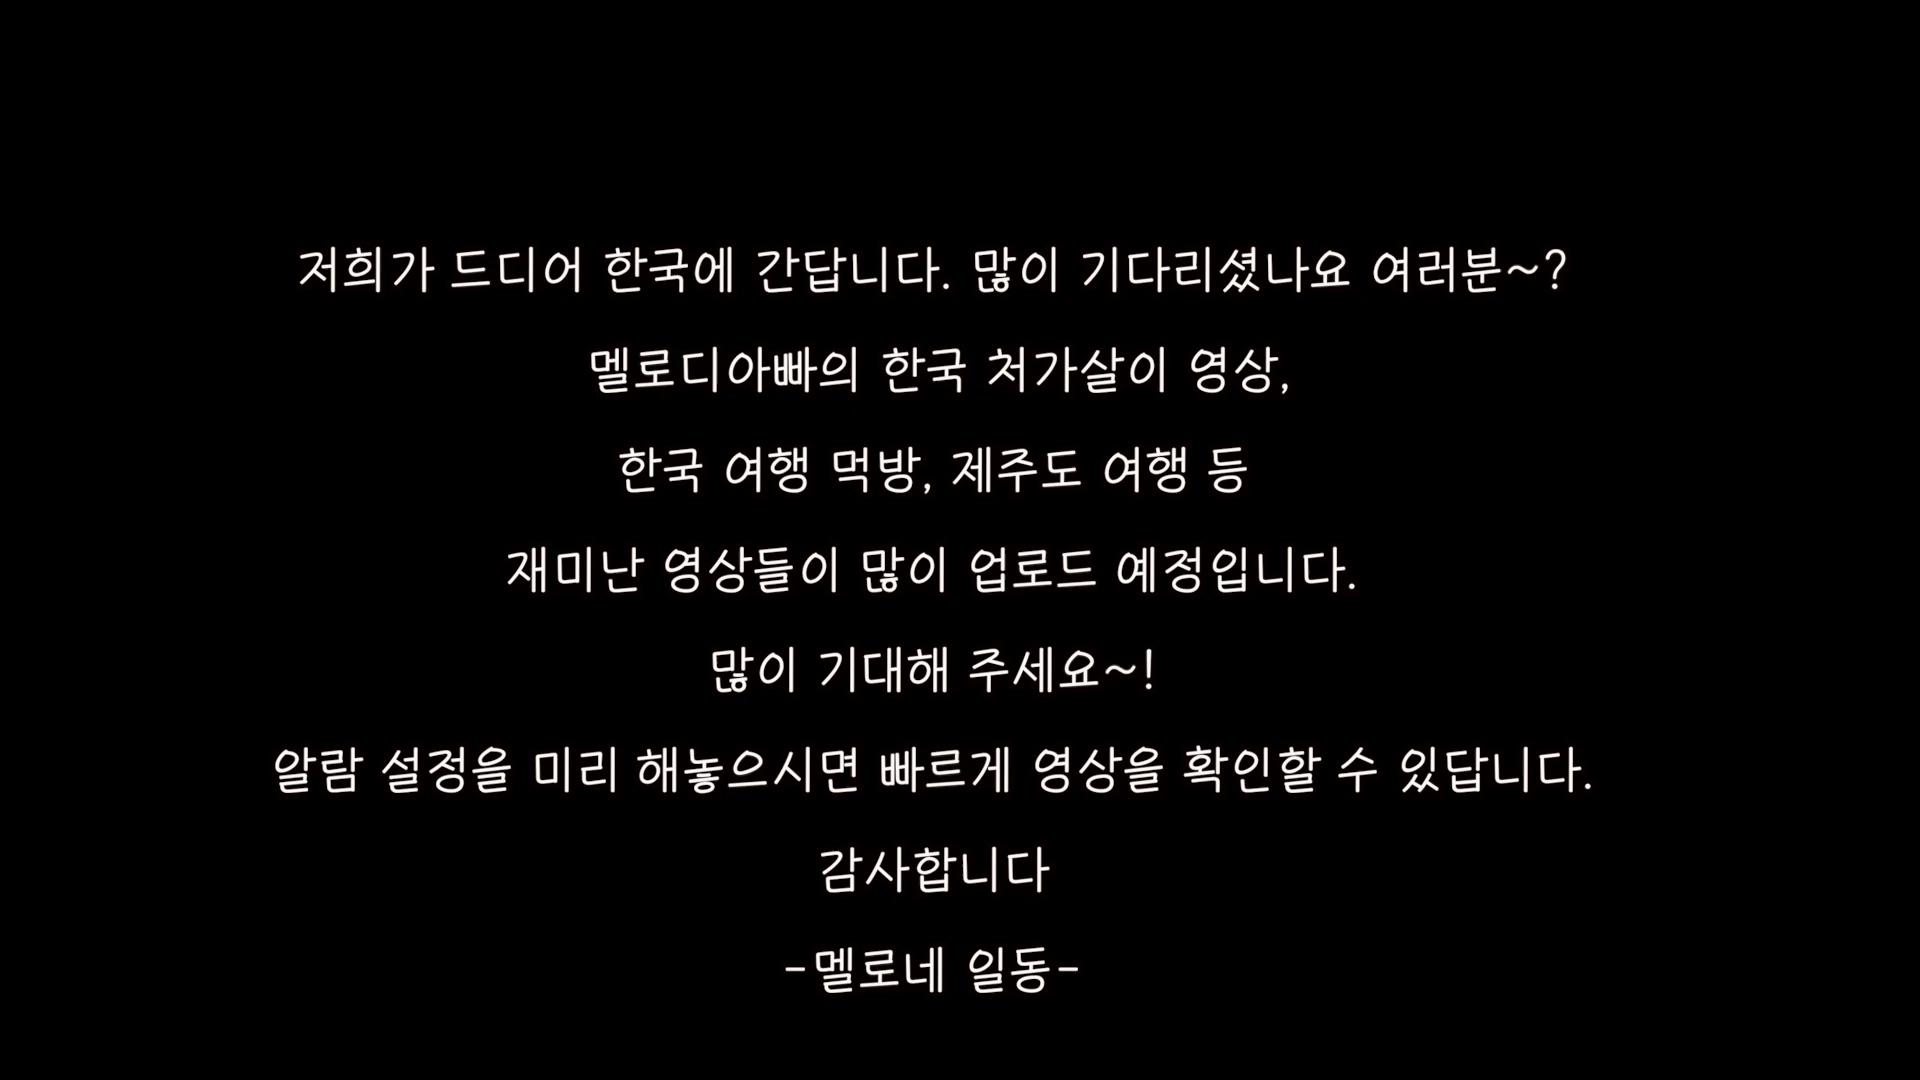 저희가 드디어 한국에 간답니다. 많이 기다리셨나요 여러분~?
멜로디아빠의 한국 처가살이 영상,
한국 여행 먹방, 제주도 여행 등
재미난 영상들이 많이 업로드 예정입니다.
많이 기대해 주세요~!
알람 설정을 미리 해놓으시면 빠르게 영상을 확인할 수 있답니다.
감사합니다
-멜로네 일동-